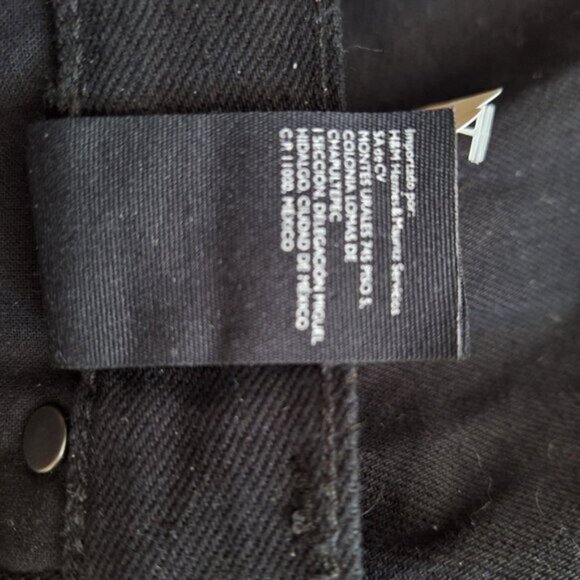 Importado por:
H&M Hennes & Mauritz Servicios
SA de CV
MONTES URALES 745 PISO 5,
COLONIA LOMAS DE
CHAPULTEPEC
I SECCION, DELEGACIÓN MIGUEL
HIDALGO, CIUDAD DE MÉXICO
C.P. 11000, MÉXICO
A